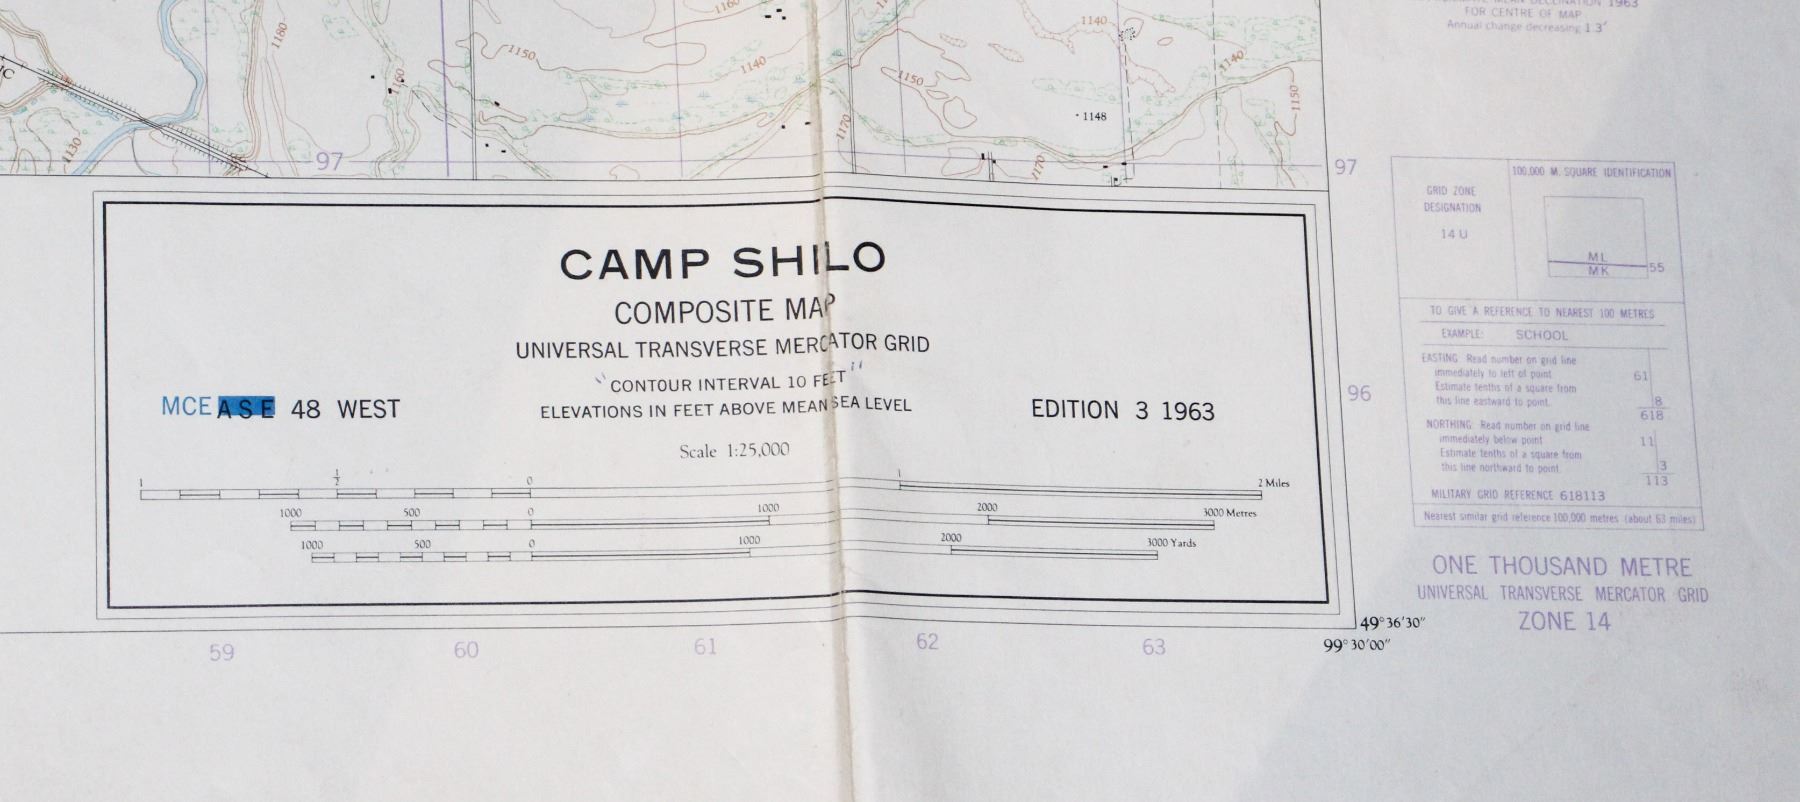 1963
FOR CENTRE OF MAP
Annual change decreasing 1.3′
1180
1160
1150
1160
1140
1140
1150
1140
1150
1130
1170
1148
1170
97
97
CAMP SHILO
COMPOSITE MAP
UNIVERSAL TRANSVERSE MERCATOR GRID
"CONTOUR INTERVAL 10 FEET"
ELEVATIONS IN FEET ABOVE MEAN SEA LEVEL
MCE ASE 48 WEST
EDITION 3 1963
Scale 1:25,000
1 ½ 0 1 2 Miles
1000 500 0 1000 2000 3000 Metres
1000 500 0 1000 2000 3000 Yards
96
59 60 61 62 63
49°36′30″
99°30′00″
GRID ZONE
DESIGNATION
14 U
100,000 M. SQUARE IDENTIFICATION
ML
MK
55
TO GIVE A REFERENCE TO NEAREST 100 METRES
EXAMPLE: SCHOOL
EASTING: Read number on grid line
immediately to left of point. 61
Estimate tenths of a square from
this line eastward to point. 8
618
NORTHING: Read number on grid line
immediately below point 11
Estimate tenths of a square from
this line northward to point. 3
113
MILITARY GRID REFERENCE 618113
Nearest similar grid reference 100,000 metres (about 63 miles)
ONE THOUSAND METRE
UNIVERSAL TRANSVERSE MERCATOR GRID
ZONE 14